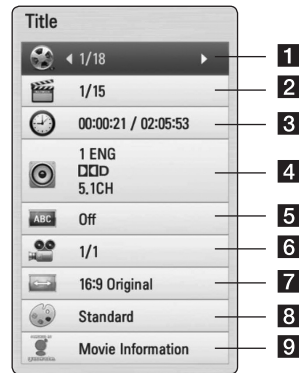 Title
1/18 1
1/15 2
00:00:21 / 02:05:53 3
1 ENG
D
5.1CH 4
ABC Off 5
1/1 6
16:9 Original 7
Standard 8
Movie Information 9